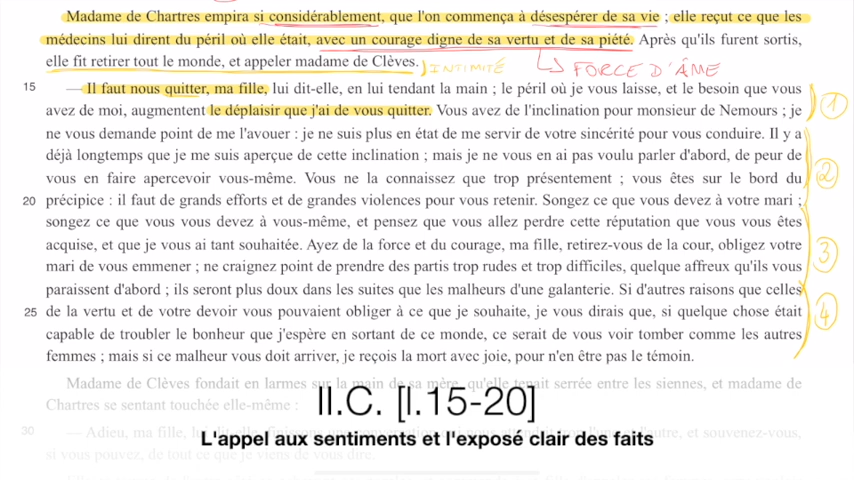 Madame de Chartres empira si considérablement, que l'on commença à désespérer de sa vie ; elle reçut ce que les
médecins lui dirent du péril où elle était, avec un courage digne de sa vertu et de sa piété. Après qu'ils furent sortis,
elle fit retirer tout le monde, et appeler madame de Clèves. INTIMITÉ FORCE D'ÂME
15 — Il faut nous quitter, ma fille, lui dit-elle, en lui tendant la main ; le péril où je vous laisse, et le besoin que vous
avez de moi, augmentent le déplaisir que j'ai de vous quitter. Vous avez de l'inclination pour monsieur de Nemours ; je 1
ne vous demande point de me l'avouer : je ne suis plus en état de me servir de votre sincérité pour vous conduire. Il y a
déjà longtemps que je me suis aperçue de cette inclination ; mais je ne vous en ai pas voulu parler d'abord, de peur de
vous en faire apercevoir vous-même. Vous ne la connaissez que trop présentement ; vous êtes sur le bord du 2
20 précipice : il faut de grands efforts et de grandes violences pour vous retenir. Songez ce que vous devez à votre mari ;
songez ce que vous vous devez à vous-même, et pensez que vous allez perdre cette réputation que vous vous êtes
acquise, et que je vous ai tant souhaitée. Ayez de la force et du courage, ma fille, retirez-vous de la cour, obligez votre
mari de vous emmener ; ne craignez point de prendre des partis trop rudes et trop difficiles, quelque affreux qu'ils vous 3
paraissent d'abord ; ils seront plus doux dans les suites que les malheurs d'une galanterie. Si d'autres raisons que celles
25 de la vertu et de votre devoir vous pouvaient obliger à ce que je souhaite, je vous dirais que, si quelque chose était 4
capable de troubler le bonheur que j'espère en sortant de ce monde, ce serait de vous voir tomber comme les autres
femmes ; mais si ce malheur vous doit arriver, je reçois la mort avec joie, pour n'en être pas le témoin.
Madame de Clèves fondait en larmes sur la main de sa mère, qu'elle tenait serrée entre les siennes, et madame de
Chartres se sentant touchée elle-même :
II.C. [l.15-20]
30 — Adieu, ma fille, lui dit-elle, finissons une conversation qui nous attendrit trop l'une et l'autre, et souvenez-vous,
L'appel aux sentiments et l'exposé clair des faits
si vous pouvez, de tout ce que je viens de vous dire.